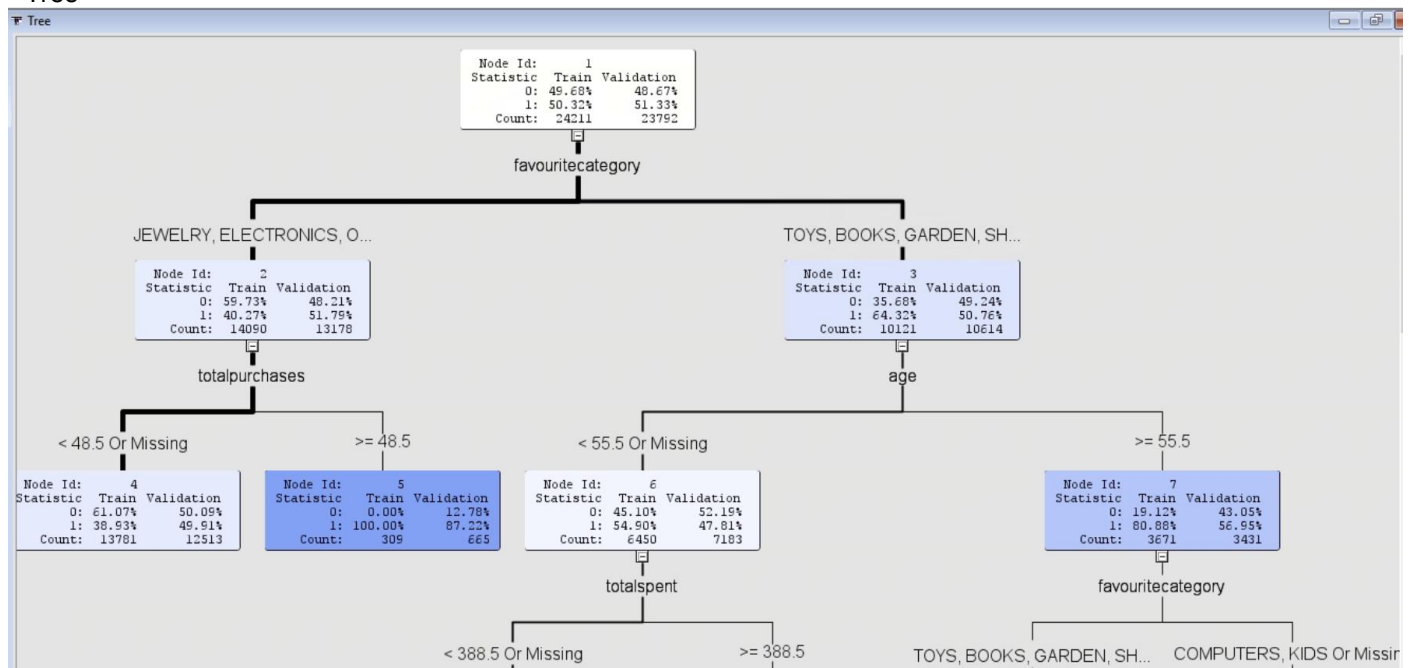 Tree
Tree
Node Id: 1
Statistic Train Validation
0: 49.68% 48.67%
1: 50.32% 51.33%
Count: 24211 23792
favouritecategory
JEWELRY, ELECTRONICS, O...
TOYS, BOOKS, GARDEN, SH...
Node Id: 2
Statistic Train Validation
0: 59.73% 48.21%
1: 40.27% 51.79%
Count: 14090 13178
Node Id: 3
Statistic Train Validation
0: 35.68% 49.24%
1: 64.32% 50.76%
Count: 10121 10614
totalpurchases
age
< 48.5 Or Missing
>= 48.5
< 55.5 Or Missing
>= 55.5
Node Id: 4
Statistic Train Validation
0: 61.07% 50.09%
1: 38.93% 49.91%
Count: 13781 12513
Node Id: 5
Statistic Train Validation
0: 0.00% 12.78%
1: 100.00% 87.22%
Count: 309 665
Node Id: 6
Statistic Train Validation
0: 45.10% 52.19%
1: 54.90% 47.81%
Count: 6450 7183
Node Id: 7
Statistic Train Validation
0: 19.12% 43.05%
1: 80.88% 56.95%
Count: 3671 3431
totalspent
favouritecategory
< 388.5 Or Missing
>= 388.5
TOYS, BOOKS, GARDEN, SH...
COMPUTERS, KIDS Or Missin